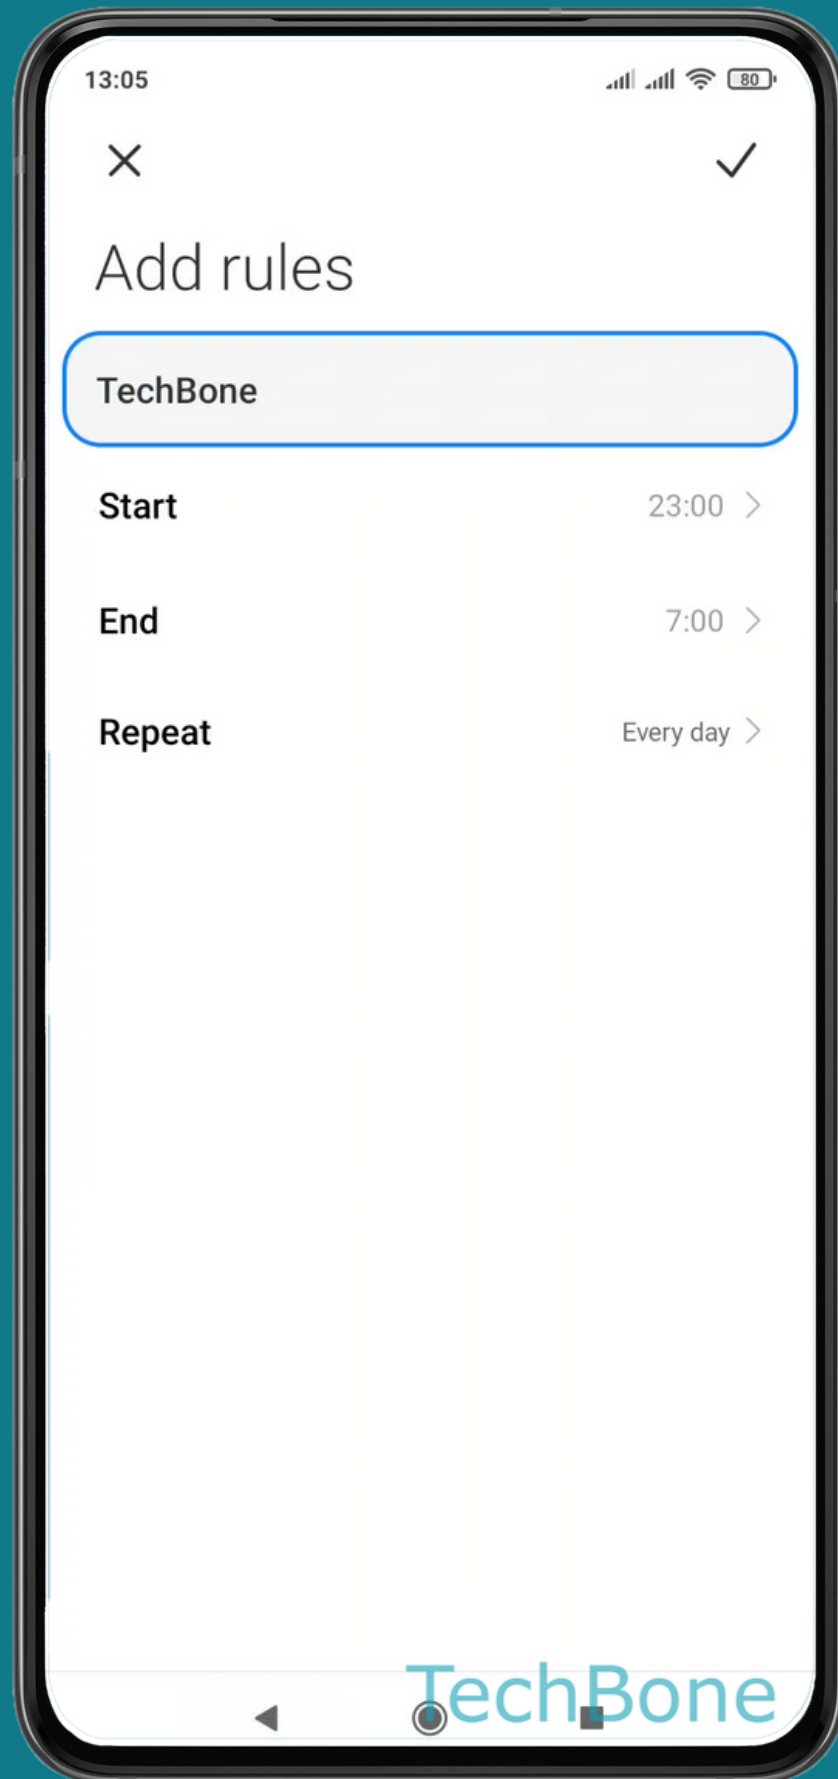 13:05 80
Add rules
TechBone
Start 23:00
End 7:00
Repeat Every day
TechBone